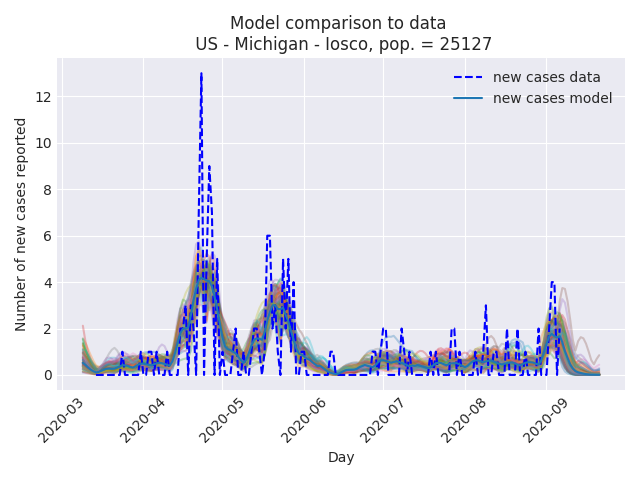 Model comparison to data
US - Michigan - Iosco, pop. = 25127
new cases data
new cases model
Number of new cases reported
12
10
8
6
4
2
0
2020-03
2020-04
2020-05
2020-06
2020-07
2020-08
2020-09
Day